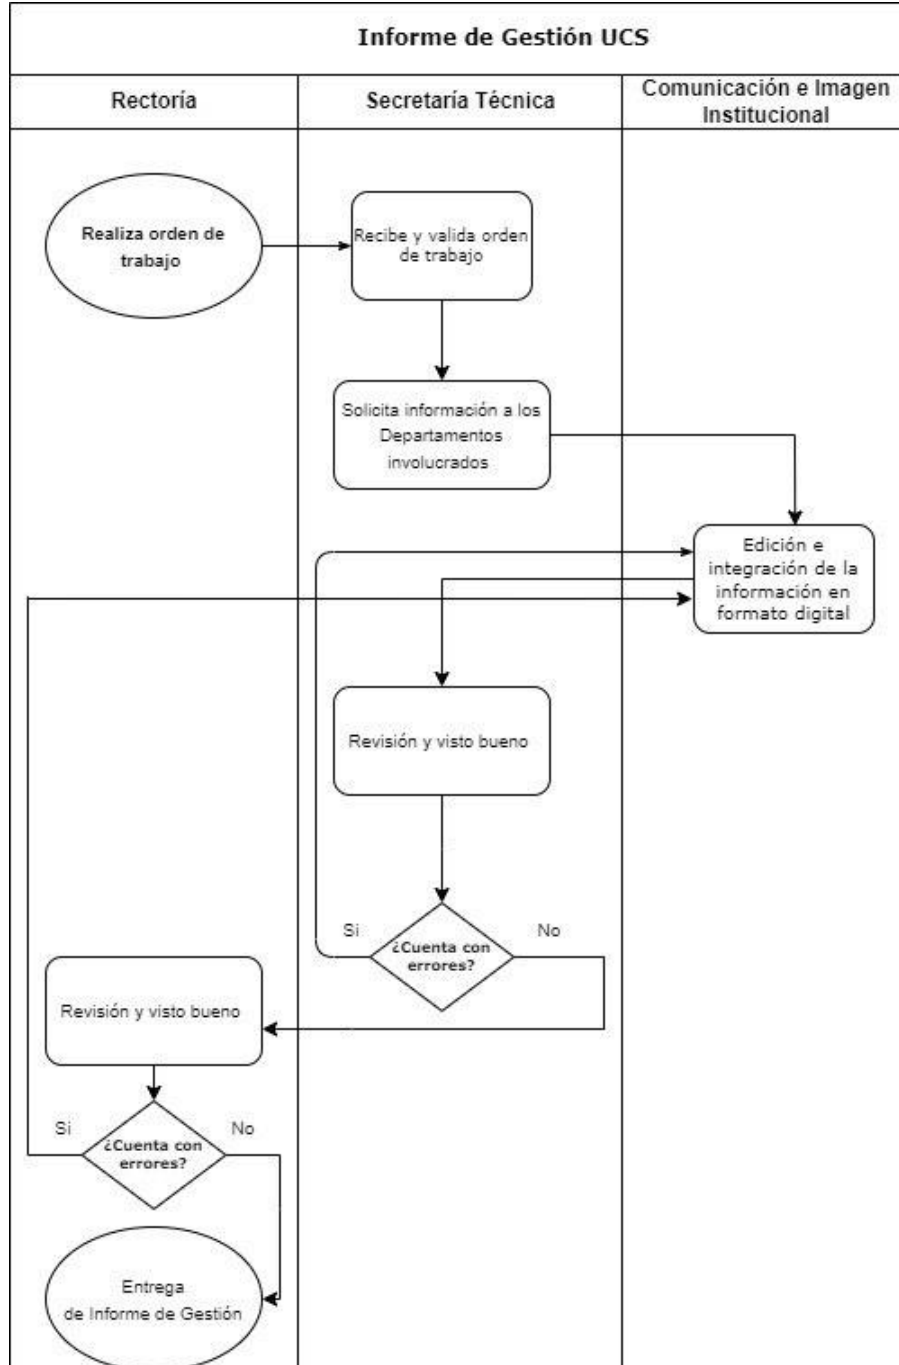 Informe de Gestión UCS
Rectoría
Secretaría Técnica
Comunicación e Imagen
Institucional
Realiza orden de
trabajo
Recibe y valida orden
de trabajo
Solicita información a los
Departamentos
involucrados
Edición e
integración de la
información en
formato digital
Revisión y visto bueno
Si
¿Cuenta con
errores?
No
Revisión y visto bueno
Si
¿Cuenta con
errores?
No
Entrega
de Informe de Gestión